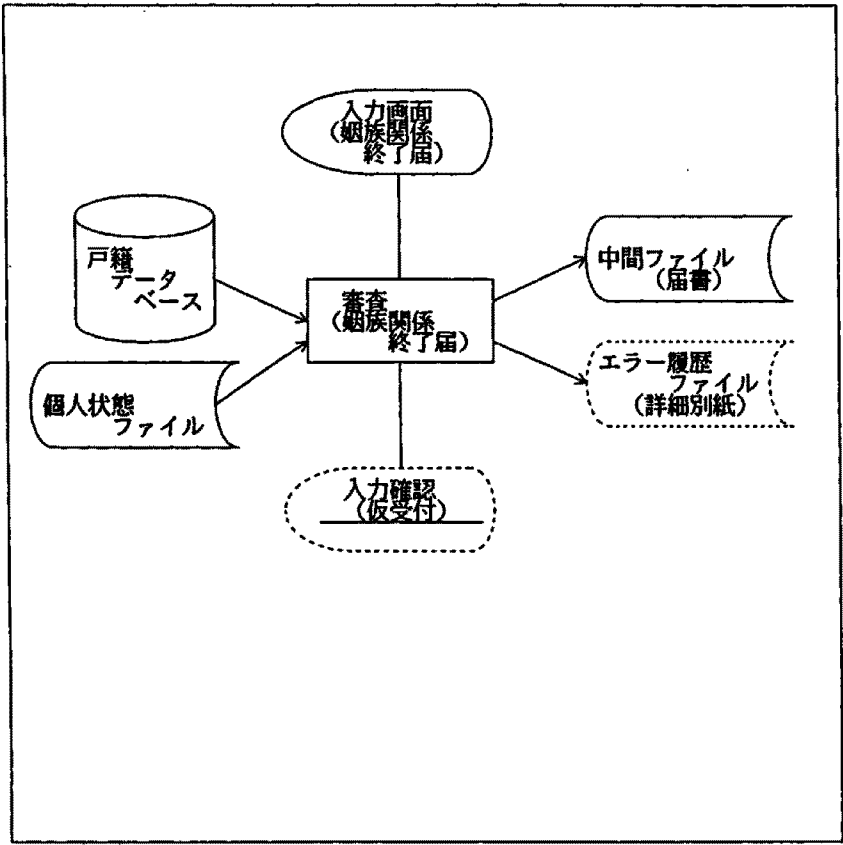 入力画面
（姻族関係
終了届）
戸籍
データ
ベース
審査
（姻族関係
終了届）
中間ファイル
（届書）
個人状態
ファイル
エラー履歴
ファイル
（詳細別紙）
入力確認
（仮受付）